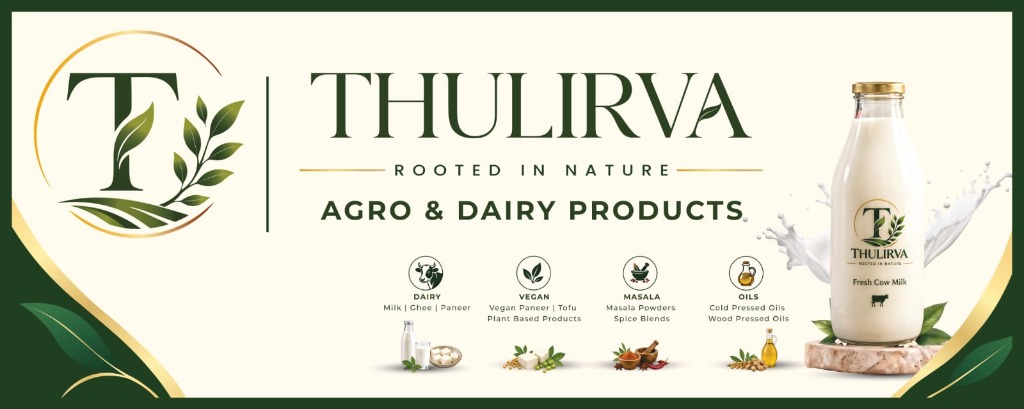 T
THULIRVA
ROOTED IN NATURE
AGRO & DAIRY PRODUCTS
DAIRY
Milk | Ghee | Paneer
VEGAN
Vegan Paneer | Tofu
Plant Based Products
MASALA
Masala Powders
Spice Blends
OILS
Cold Pressed Oils
Wood Pressed Oils
T
THULIRVA
ROOTED IN NATURE
Fresh Cow Milk